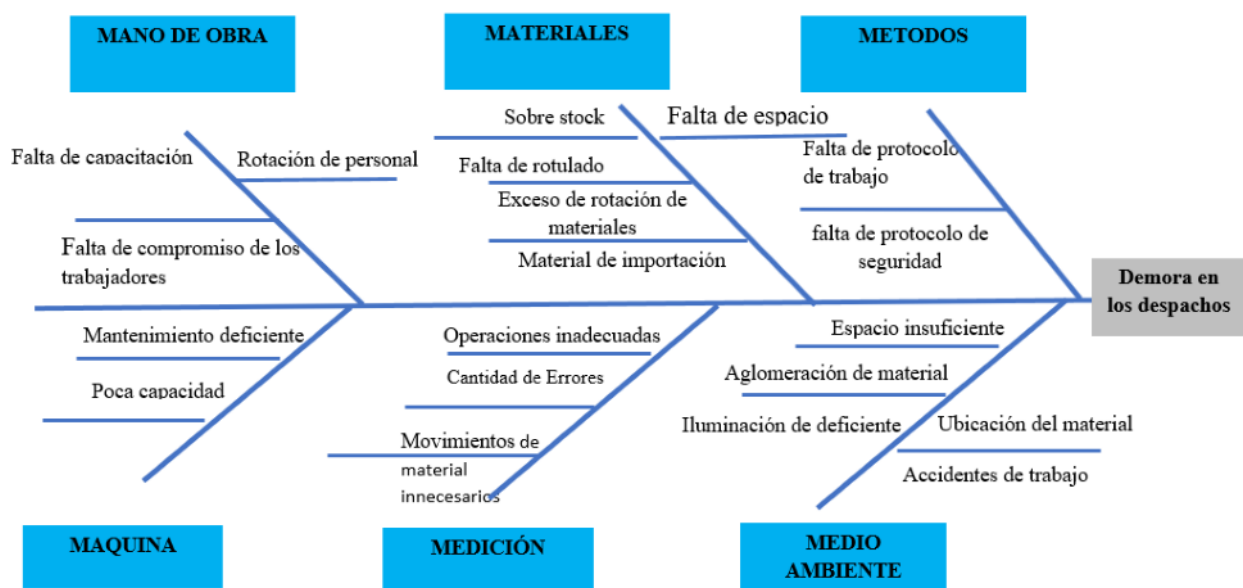 MANO DE OBRA
MATERIALES
METODOS
Falta de capacitación
Rotación de personal
Falta de compromiso de los
trabajadores
Sobre stock
Falta de espacio
Falta de rotulado
Exceso de rotación de
materiales
Material de importación
Falta de protocolo
de trabajo
falta de protocolo de
seguridad
Demora en
los despachos
Mantenimiento deficiente
Poca capacidad
Operaciones inadecuadas
Cantidad de Errores
Movimientos de
material
innecesarios
Espacio insuficiente
Aglomeración de material
Iluminación de deficiente
Ubicación del material
Accidentes de trabajo
MAQUINA
MEDICIÓN
MEDIO
AMBIENTE